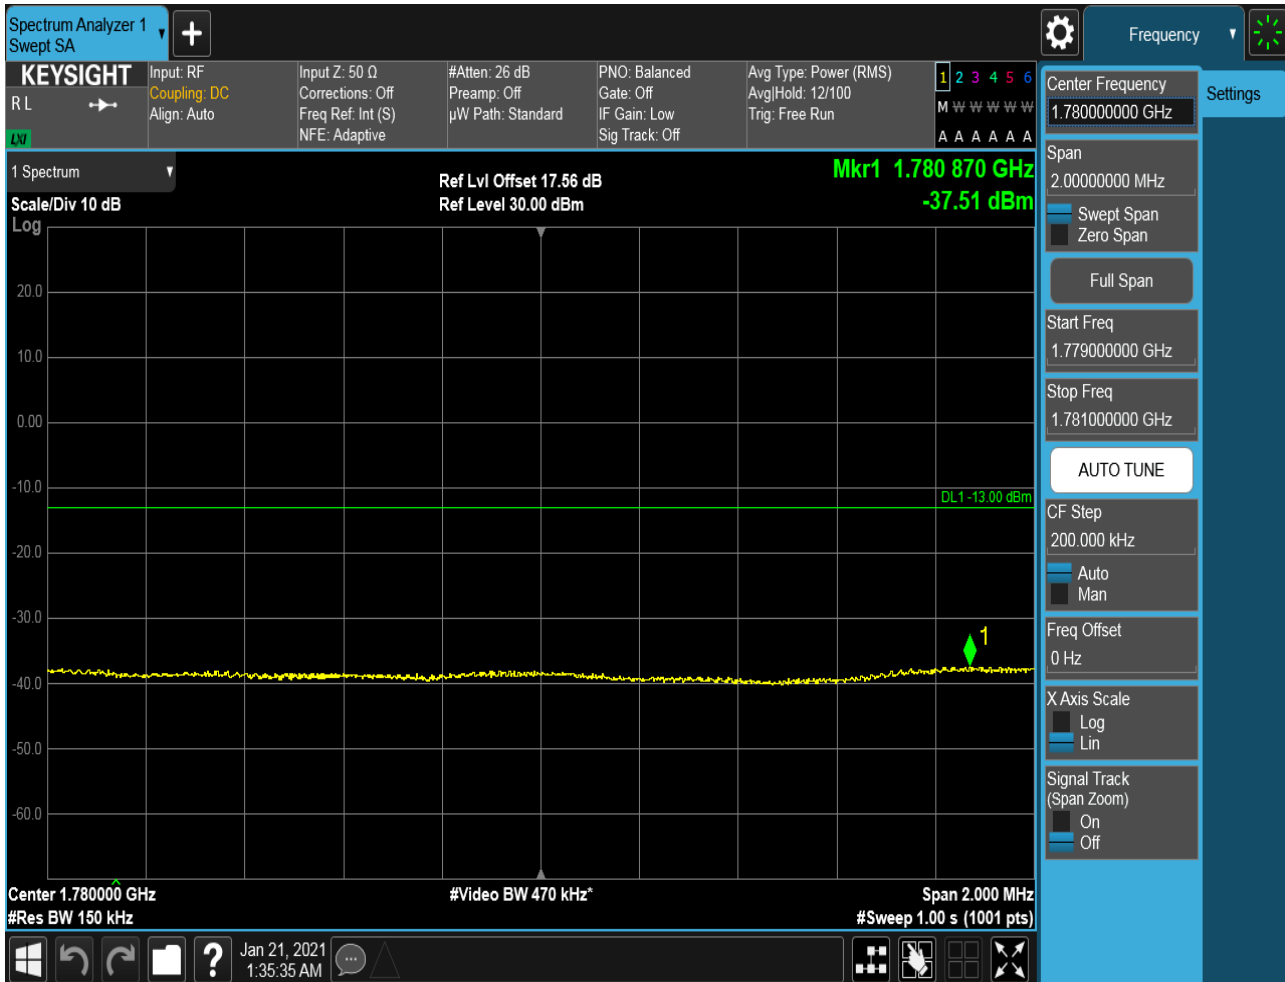 Spectrum Analyzer 1
Swept SA
+
Frequency
KEYSIGHT
R L
LXI
Input: RF
Coupling: DC
Align: Auto
Input Z: 50 Ω
Corrections: Off
Freq Ref: Int (S)
NFE: Adaptive
#Atten: 26 dB
Preamp: Off
µW Path: Standard
PNO: Balanced
Gate: Off
IF Gain: Low
Sig Track: Off
Avg Type: Power (RMS)
Avg|Hold: 12/100
Trig: Free Run
1 2 3 4 5 6
M W W W W W
A A A A A A
1 Spectrum
Scale/Div 10 dB
Log
Ref Lvl Offset 17.56 dB
Ref Level 30.00 dBm
Mkr1 1.780 870 GHz
-37.51 dBm
20.0
10.0
0.00
-10.0
DL1 -13.00 dBm
-20.0
-30.0
1
-40.0
-50.0
-60.0
Center 1.780000 GHz
#Video BW 470 kHz*
Span 2.000 MHz
#Res BW 150 kHz
#Sweep 1.00 s (1001 pts)
?
Jan 21, 2021
1:35:35 AM
Center Frequency
1.780000000 GHz
Settings
Span
2.00000000 MHz
Swept Span
Zero Span
Full Span
Start Freq
1.779000000 GHz
Stop Freq
1.781000000 GHz
AUTO TUNE
CF Step
200.000 kHz
Auto
Man
Freq Offset
0 Hz
X Axis Scale
Log
Lin
Signal Track
(Span Zoom)
On
Off